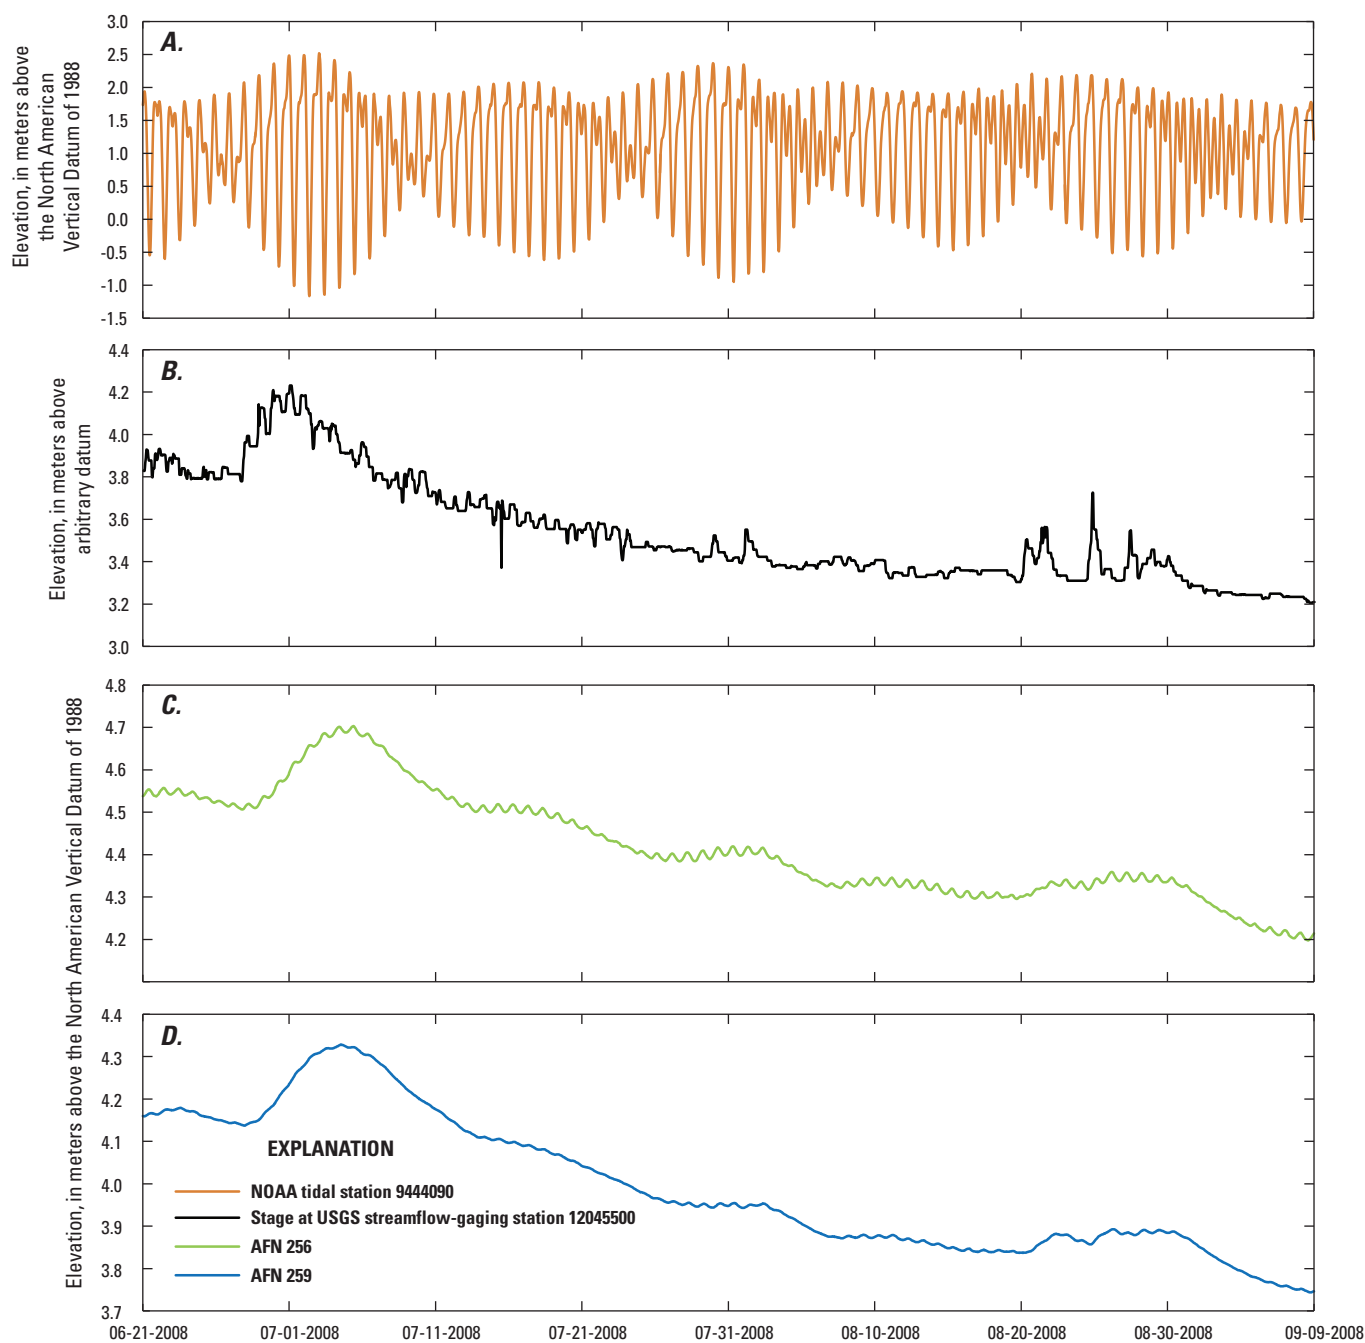 Elevation, in meters above
the North American
Vertical Datum of 1988
A.
3.0
2.5
2.0
1.5
1.0
0.5
0.0
-0.5
-1.0
-1.5
Elevation, in meters above
arbitrary datum
B.
4.4
4.2
4.0
3.8
3.6
3.4
3.2
3.0
Elevation, in meters above the North American Vertical Datum of 1988
C.
4.8
4.7
4.6
4.5
4.4
4.3
4.2
D.
4.4
4.3
4.2
4.1
4.0
3.9
3.8
3.7
EXPLANATION
NOAA tidal station 9444090
Stage at USGS streamflow-gaging station 12045500
AFN 256
AFN 259
06-21-2008 07-01-2008 07-11-2008 07-21-2008 07-31-2008 08-10-2008 08-20-2008 08-30-2008 09-09-2008